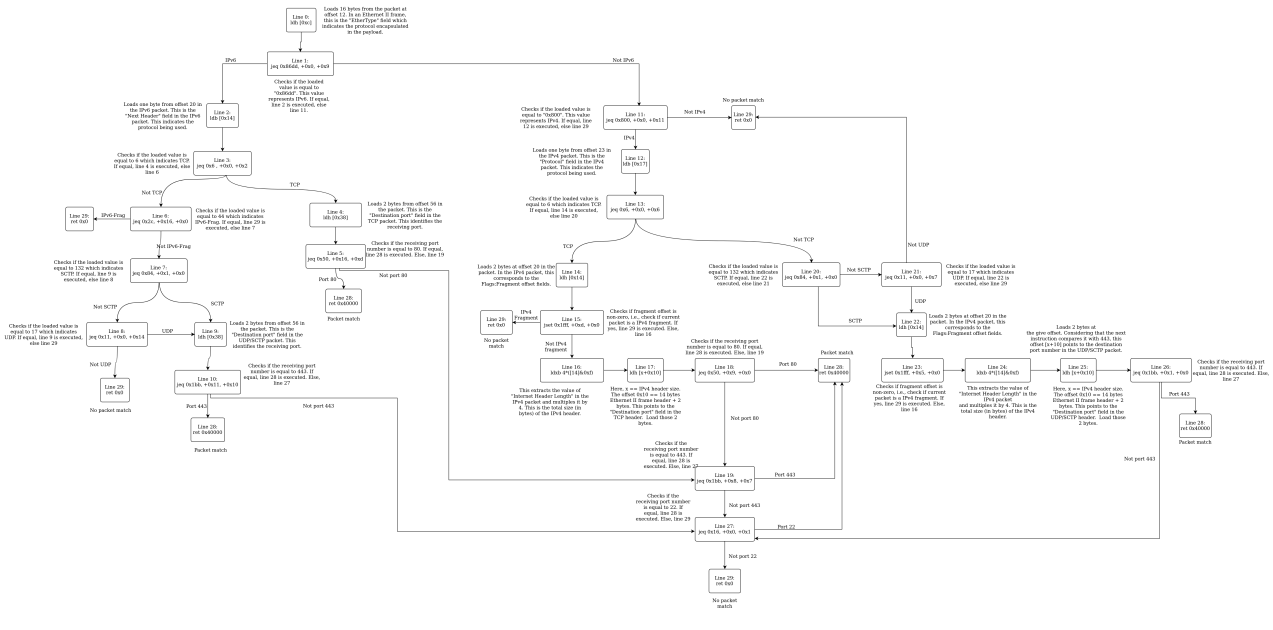 Line 0:
ldh [0xc]
Loads 16 bytes from the packet at
offset 12. In an Ethernet II frame,
this is the "EtherType" field which
indicates the protocol encapsulated
in the payload.
Line 1:
jeq 0x86dd, +0x0, +0x9
IPv6
Not IPv6
Checks if the loaded
value is equal to
"0x86dd". This value
represents IPv6. If equal,
line 2 is executed, else
line 11.
Loads one byte from offset 20 in
the IPv6 packet. This is the
"Next Header" field in the IPv6
packet. This indicates the
protocol being used.
Line 2:
ldb [0x14]
Checks if the loaded value is
equal to "0x800". This value
represents IPv4. If equal, line
12 is executed, else line 29
Line 11:
jeq 0x800, +0x0, +0x11
Not IPv4
No packet match
Line 29:
ret 0x0
IPv4
Checks if the loaded value is
equal to 6 which indicates TCP.
If equal, line 4 is executed, else
line 6
Line 3:
jeq 0x6 , +0x0, +0x2
Loads one byte from offset 23 in
the IPv4 packet. This is the
"Protocol" field in the IPv4
packet. This indicates the
protocol being used.
Line 12:
ldb [0x17]
Not TCP
TCP
Checks if the loaded value is
equal to 6 which indicates TCP.
If equal, line 14 is executed,
else line 20
Line 13:
jeq 0x6, +0x0, +0x6
Line 29:
ret 0x0
IPv6-Frag
Line 6:
jeq 0x2c, +0x16, +0x0
Checks if the loaded value is
equal to 44 which indicates
IPv6-Frag. If equal, line 29 is
executed, else line 7
Line 4:
ldh [0x38]
Loads 2 bytes from offset 56 in
the packet. This is the
"Destination port" field in the
TCP packet. This identifies the
receiving port.
Not IPv6-Frag
Line 5:
jeq 0x50, +0x16, +0xd
Checks if the receiving port
number is equal to 80. If equal,
line 28 is executed. Else, line 19
TCP
Not TCP
Not UDP
Checks if the loaded value is
equal to 132 which indicates
SCTP. If equal, line 9 is
executed, else line 8
Line 7:
jeq 0x84, +0x1, +0x0
Port 80
Not port 80
Line 28:
ret 0x40000
Packet match
Loads 2 bytes at offset 20 in the
packet. In the IPv4 packet, this
corresponds to the
Flags:Fragment offset fields.
Line 14:
ldh [0x14]
Checks if the loaded value is
equal to 132 which indicates
SCTP. If equal, line 22 is
executed, else line 21
Line 20:
jeq 0x84, +0x1, +0x0
Not SCTP
Line 21:
jeq 0x11, +0x0, +0x7
Checks if the loaded value is
equal to 17 which indicates
UDP. If equal, line 22 is
executed, else line 29
UDP
SCTP
Line 22:
ldh [0x14]
Loads 2 bytes at offset 20 in the
packet. In the IPv4 packet, this
corresponds to the
Flags:Fragment offset fields.
Not SCTP
SCTP
Checks if the loaded value is
equal to 17 which indicates
UDP. If equal, line 9 is executed,
else line 29
Line 8:
jeq 0x11, +0x0, +0x14
UDP
Line 9:
ldh [0x38]
Loads 2 bytes from offset 56 in
the packet. This is the
"Destination port" field in the
UDP/SCTP packet. This
identifies the receiving port.
Line 29:
ret 0x0
No packet
match
IPv4
Fragment
Line 15:
jset 0x1fff, +0xd, +0x0
Checks if fragment offset is
non-zero, i.e., check if current
packet is a IPv4 fragment. If
yes, line 29 is executed. Else,
line 16
Not IPv4
fragment
Not UDP
Line 29:
ret 0x0
No packet match
Line 10:
jeq 0x1bb, +0x11, +0x10
Checks if the receiving port
number is equal to 443. If
equal, line 28 is executed. Else,
line 27
Port 443
Not port 443
Line 28:
ret 0x40000
Packet match
Line 16:
ldxb 4*([14]&0xf)
This extracts the value of
"Internet Header Length" in the
IPv4 packet and multiplies it by
4. This is the total size (in
bytes) of the IPv4 header.
Line 17:
ldh [x+0x10]
Here, x == IPv4 header size.
The offset 0x10 == 14 bytes
Ethernet II frame header + 2
bytes. This points to the
"Destination port" field in the
TCP header.  Load those 2
bytes.
Checks if the receiving port
number is equal to 80. If equal,
line 28 is executed. Else, line 19
Line 18:
jeq 0x50, +0x9, +0x0
Port 80
Packet match
Line 28:
ret 0x40000
Not port 80
Line 23:
jset 0x1fff, +0x5, +0x0
Checks if fragment offset is
non-zero, i.e., check if current
packet is a IPv4 fragment. If
yes, line 29 is executed. Else,
line 16
Line 24:
ldxb 4*([14]&0xf)
This extracts the value of
"Internet Header Length" in the
IPv4 packet
and multiplies it by 4. This is the
total size (in bytes) of the IPv4
header.
Loads 2 bytes at
the give offset. Considering that the next
instruction compares it with 443, this
offset [x+10] points to the destination
port number in the UDP/SCTP packet.
Line 25:
ldh [x+0x10]
Here, x == IPv4 header size.
The offset 0x10 == 14 bytes
Ethernet II frame header + 2
bytes. This points to the
"Destination port" field in the
UDP/SCTP header.  Load those
2 bytes.
Line 26:
jeq 0x1bb, +0x1, +0x0
Checks if the receiving port
number is equal to 443. If
equal, line 28 is executed. Else,
line 27
Port 443
Line 28:
ret 0x40000
Packet match
Not port 443
Checks if the
receiving port number
is equal to 443. If
equal, line 28 is
executed. Else, line 27
Line 19:
jeq 0x1bb, +0x8, +0x7
Port 443
Not port 443
Checks if the
receiving port number
is equal to 22. If
equal, line 28 is
executed. Else, line 29
Line 27:
jeq 0x16, +0x0, +0x1
Port 22
Not port 22
Line 29:
ret 0x0
No packet
match